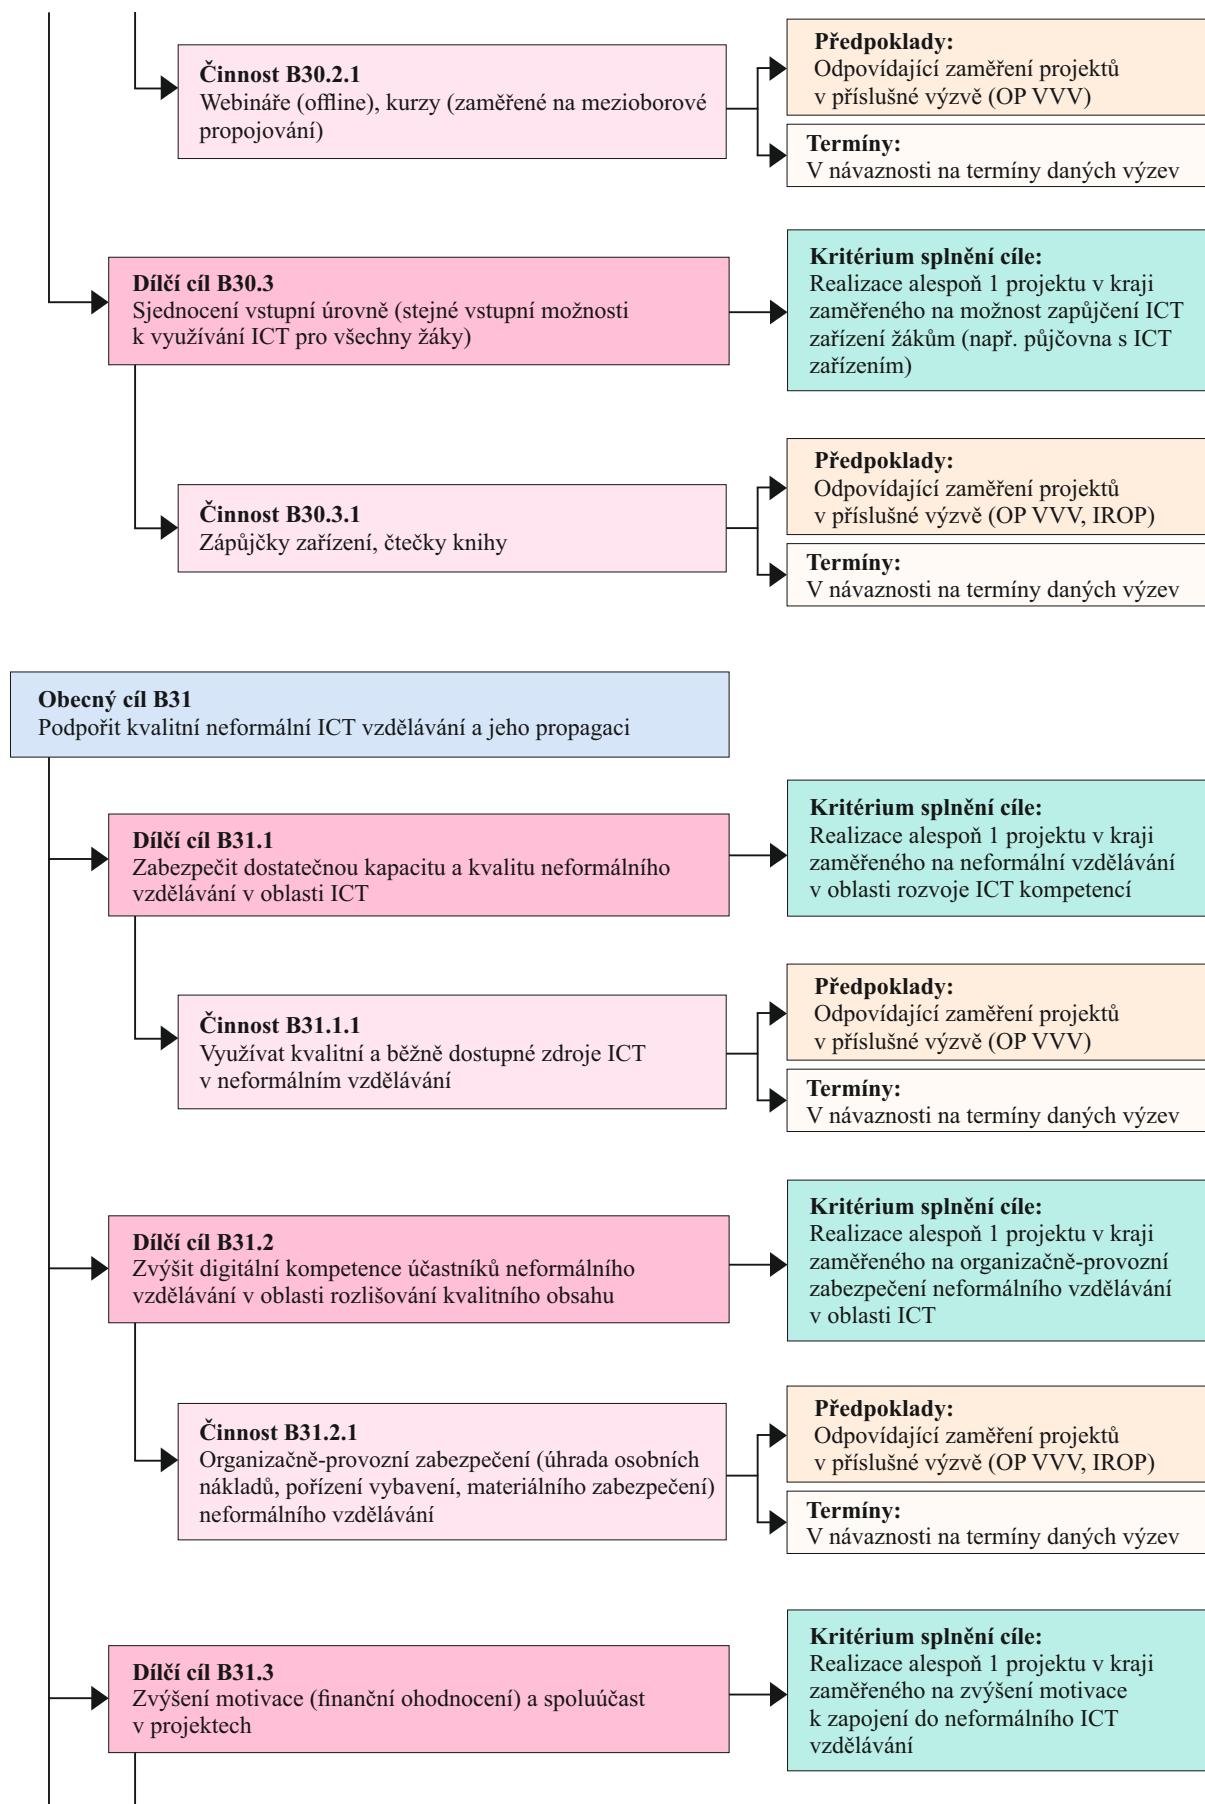 Činnost B30.2.1
Webináře (offline), kurzy (zaměřené na mezioborové
propojování)
Předpoklady:
Odpovídající zaměření projektů
v příslušné výzvě (OP VVV)
Termíny:
V návaznosti na termíny daných výzev
Dílčí cíl B30.3
Sjednocení vstupní úrovně (stejné vstupní možnosti
k využívání ICT pro všechny žáky)
Kritérium splnění cíle:
Realizace alespoň 1 projektu v kraji
zaměřeného na možnost zapůjčení ICT
zařízení žákům (např. půjčovna s ICT
zařízením)
Činnost B30.3.1
Zápůjčky zařízení, čtečky knihy
Předpoklady:
Odpovídající zaměření projektů
v příslušné výzvě (OP VVV, IROP)
Termíny:
V návaznosti na termíny daných výzev
Obecný cíl B31
Podpořit kvalitní neformální ICT vzdělávání a jeho propagaci
Dílčí cíl B31.1
Zabezpečit dostatečnou kapacitu a kvalitu neformálního
vzdělávání v oblasti ICT
Kritérium splnění cíle:
Realizace alespoň 1 projektu v kraji
zaměřeného na neformální vzdělávání
v oblasti rozvoje ICT kompetencí
Činnost B31.1.1
Využívat kvalitní a běžně dostupné zdroje ICT
v neformálním vzdělávání
Předpoklady:
Odpovídající zaměření projektů
v příslušné výzvě (OP VVV)
Termíny:
V návaznosti na termíny daných výzev
Dílčí cíl B31.2
Zvýšit digitální kompetence účastníků neformálního
vzdělávání v oblasti rozlišování kvalitního obsahu
Kritérium splnění cíle:
Realizace alespoň 1 projektu v kraji
zaměřeného na organizačně-provozní
zabezpečení neformálního vzdělávání
v oblasti ICT
Činnost B31.2.1
Organizačně-provozní zabezpečení (úhrada osobních
nákladů, pořízení vybavení, materiálního zabezpečení)
neformálního vzdělávání
Předpoklady:
Odpovídající zaměření projektů
v příslušné výzvě (OP VVV, IROP)
Termíny:
V návaznosti na termíny daných výzev
Dílčí cíl B31.3
Zvýšení motivace (finanční ohodnocení) a spoluúčast
v projektech
Kritérium splnění cíle:
Realizace alespoň 1 projektu v kraji
zaměřeného na zvýšení motivace
k zapojení do neformálního ICT
vzdělávání